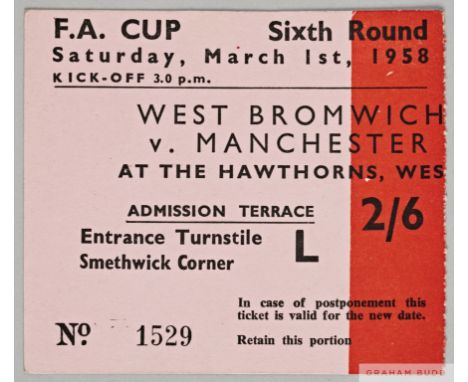 F.A. CUP Sixth Round
Saturday, March 1st, 1958
KICK-OFF 3.0 p.m.
WEST BROMWICH
v. MANCHESTER
AT THE HAWTHORNS, WES
ADMISSION TERRACE
2/6
Entrance Turnstile
L
Smethwick Corner
In case of postponement this
ticket is valid for the new date.
No. 1529
Retain this portion
GRAHAM BUDD